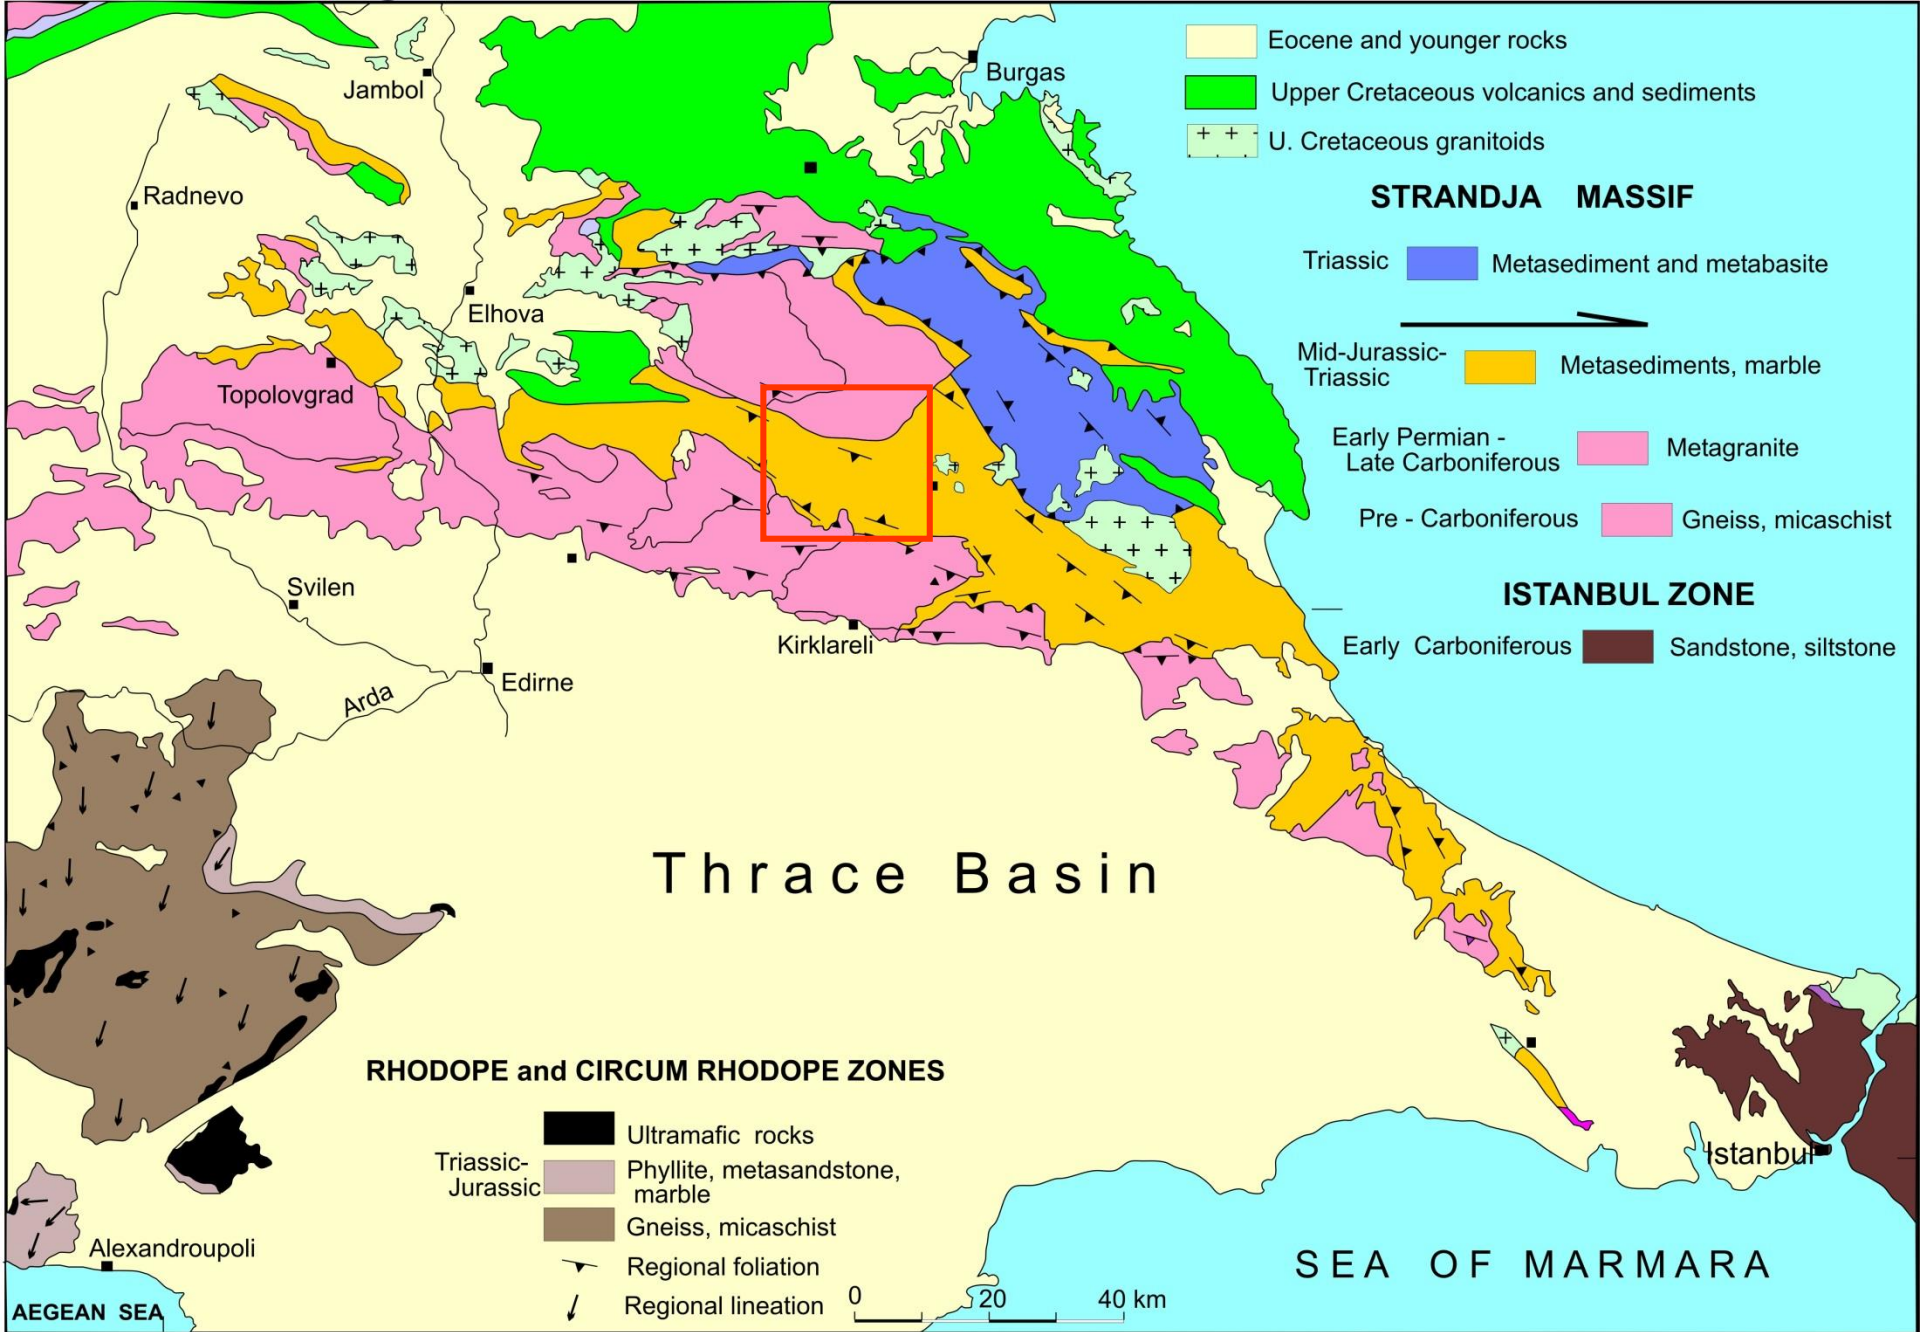 Eocene and younger rocks
Jambol
Burgas
Upper Cretaceous volcanics and sediments
U. Cretaceous granitoids
Radnevo
STRANDJA MASSIF
Triassic
Metasediment and metabasite
Elhova
Mid-Jurassic-
Triassic
Metasediments, marble
Topolovgrad
Early Permian -
Late Carboniferous
Metagranite
Pre - Carboniferous
Gneiss, micaschist
Svilen
ISTANBUL ZONE
Kirklareli
Early Carboniferous
Sandstone, siltstone
Edirne
Arda
Thrace Basin
RHODOPE and CIRCUM RHODOPE ZONES
Ultramafic rocks
Triassic-
Jurassic
Phyllite, metasandstone,
marble
Istanbul
Gneiss, micaschist
Alexandroupoli
Regional foliation
SEA OF MARMARA
Regional lineation
0 20 40 km
AEGEAN SEA